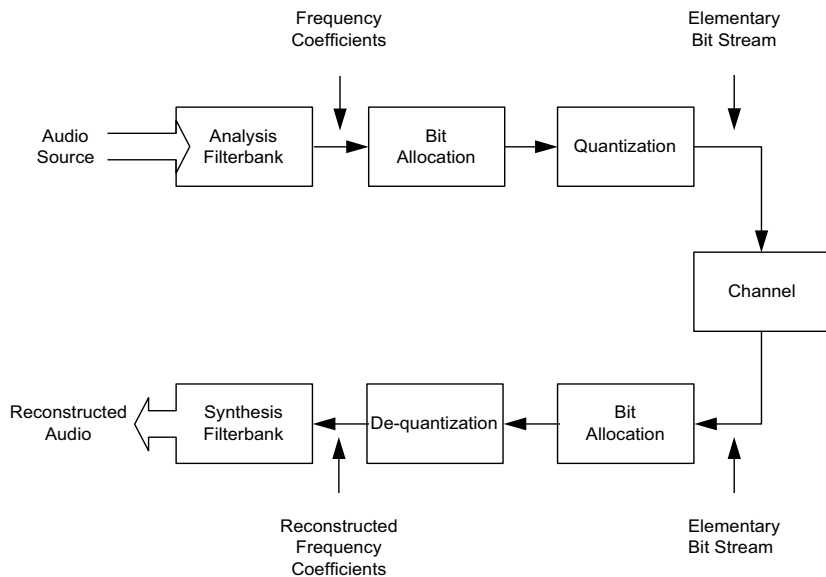 Frequency
Coefficients
Elementary
Bit Stream
Audio
Source
Analysis
Filterbank
Bit
Allocation
Quantization
Channel
Reconstructed
Audio
Synthesis
Filterbank
De-quantization
Bit
Allocation
Reconstructed
Frequency
Coefficients
Elementary
Bit Stream